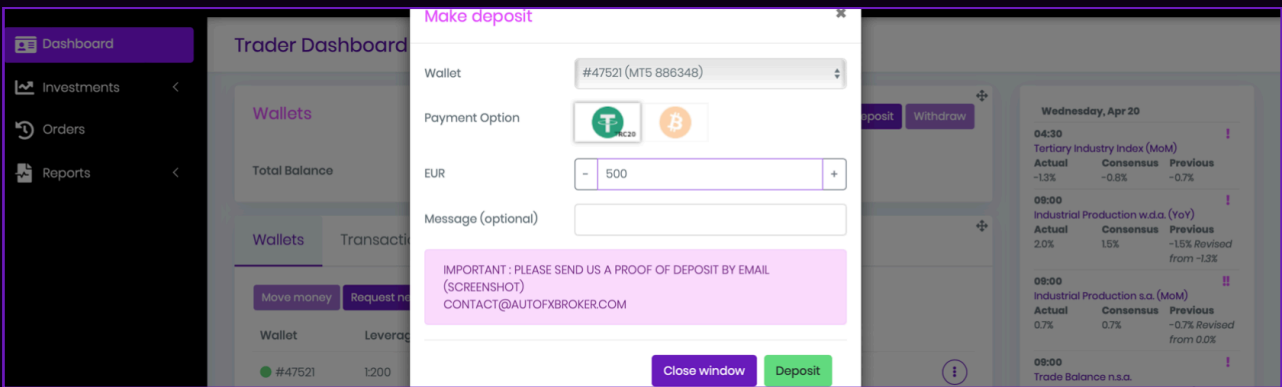 Make deposit
×
Dashboard
Investments
Orders
Reports
Trader Dashboard
Wallets
Total Balance
Withdraw
Wallets
Move money
Wallet
#47521
1:200
Wallet
#47521 (MT5 886348)
Payment Option
TRC20
EUR
- 500 +
Message (optional)
IMPORTANT : PLEASE SEND US A PROOF OF DEPOSIT BY EMAIL
(SCREENSHOT)
CONTACT@AUTOFXBROKER.COM
Close window
Deposit
Wednesday, Apr 20
04:30 !
Tertiary Industry Index (MoM)
Actual Consensus Previous
-1.3% -0.8% -0.7%
09:00 !
Industrial Production w.d.a. (YoY)
Actual Consensus Previous
2.0% 1.5% -1.5% Revised
from -1.3%
09:00 !!
Industrial Production s.a. (MoM)
Actual Consensus Previous
0.7% 0.7% -0.7% Revised
from 0.0%
09:00 !
Trade Balance n.s.a.